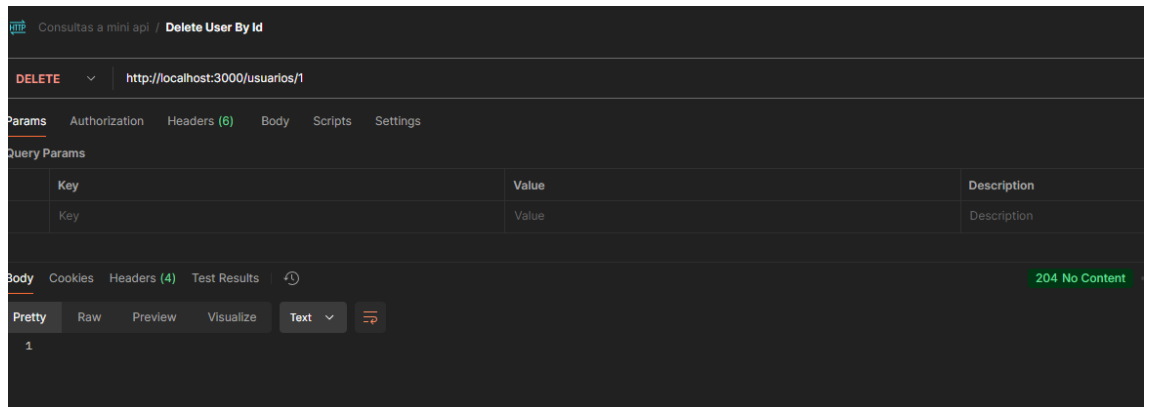 HTTP Consultas a mini api / Delete User By Id
DELETE http://localhost:3000/usuarios/1
Params Authorization Headers (6) Body Scripts Settings
Query Params
Key Value Description
Key Value Description
Body Cookies Headers (4) Test Results 204 No Content
Pretty Raw Preview Visualize Text
1